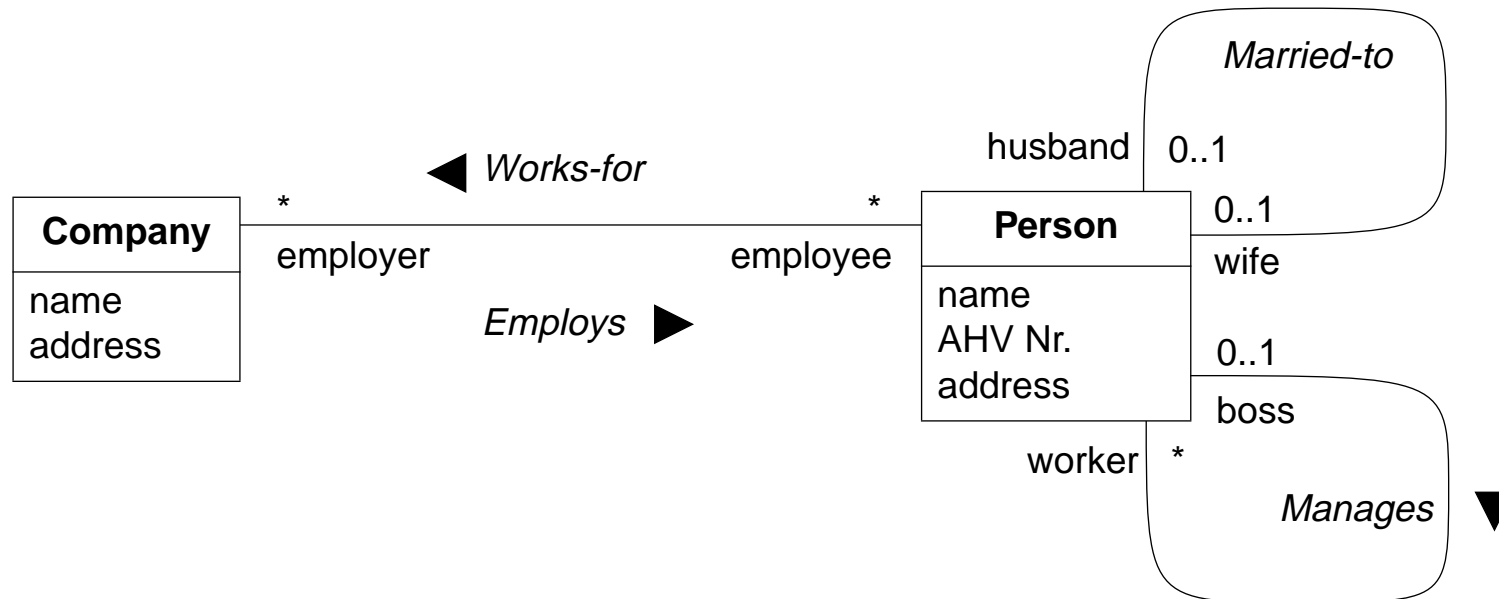 Married-to
husband 0..1
Works-for
* *
0..1
Company
Person
employer employee
wife
name
address
Employs
name
AHV Nr.
address
0..1
boss
worker *
Manages